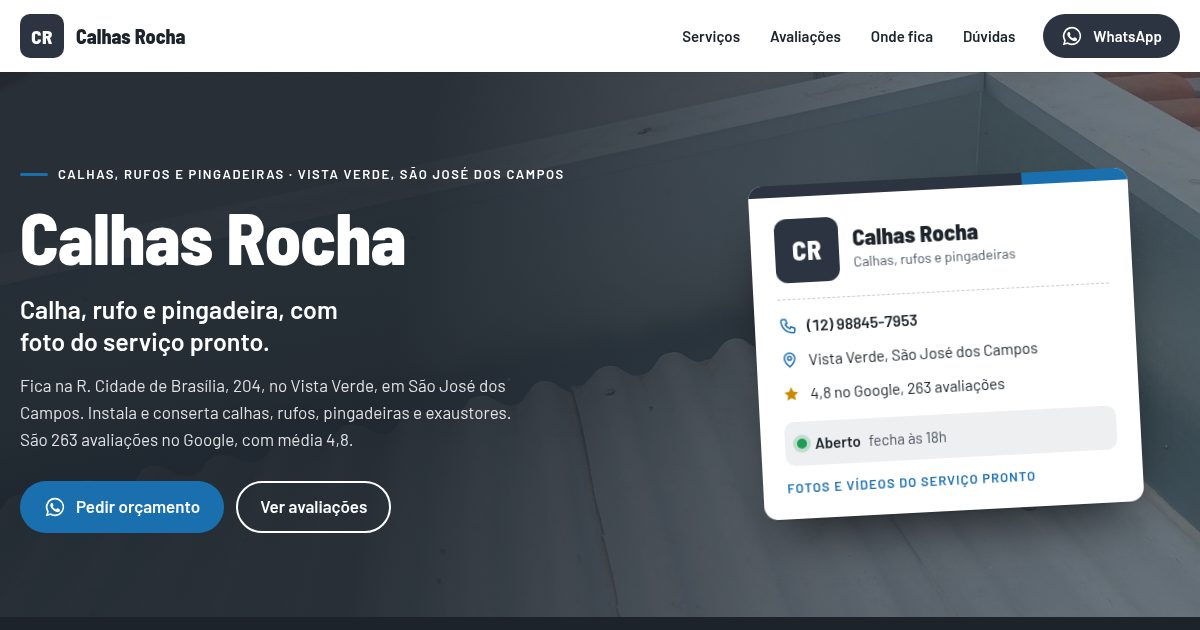 CR
Calhas Rocha
Serviços
Avaliações
Onde fica
Dúvidas
WhatsApp
CALHAS, RUFOS E PINGADEIRAS · VISTA VERDE, SÃO JOSÉ DOS CAMPOS
Calhas Rocha
Calha, rufo e pingadeira, com
foto do serviço pronto.
Fica na R. Cidade de Brasília, 204, no Vista Verde, em São José dos
Campos. Instala e conserta calhas, rufos, pingadeiras e exaustores.
São 263 avaliações no Google, com média 4,8.
Pedir orçamento
Ver avaliações
CR
Calhas Rocha
Calhas, rufos e pingadeiras
(12) 98845-7953
Vista Verde, São José dos Campos
4,8 no Google, 263 avaliações
Aberto fecha às 18h
FOTOS E VÍDEOS DO SERVIÇO PRONTO